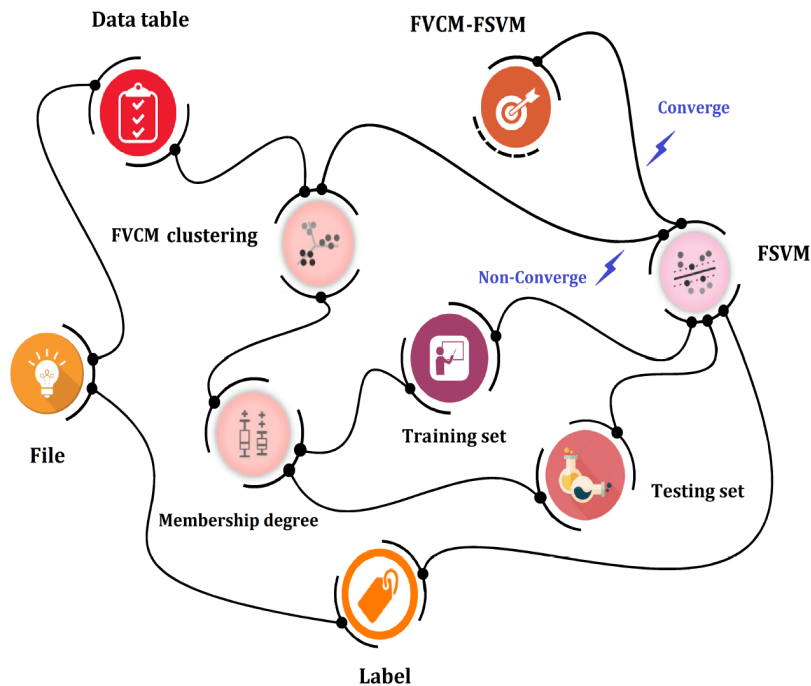 Data table
FVCM-FSVM
Converge
FVCM clustering
FSVM
Non-Converge
Training set
File
Testing set
Membership degree
Label